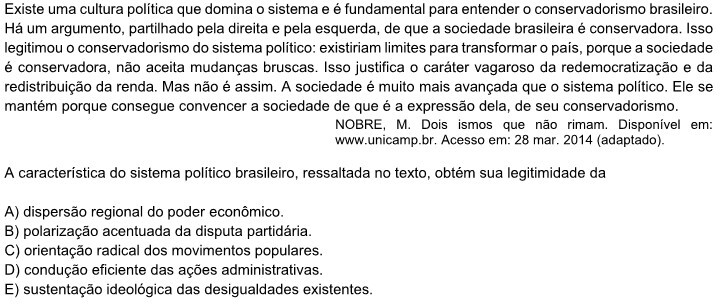 Existe uma cultura política que domina o sistema e é fundamental para entender o conservadorismo brasileiro.
Há um argumento, partilhado pela direita e pela esquerda, de que a sociedade brasileira é conservadora. Isso
legitimou o conservadorismo do sistema político: existiriam limites para transformar o país, porque a sociedade
é conservadora, não aceita mudanças bruscas. Isso justifica o caráter vagaroso da redemocratização e da
redistribuição da renda. Mas não é assim. A sociedade é muito mais avançada que o sistema político. Ele se
mantém porque consegue convencer a sociedade de que é a expressão dela, de seu conservadorismo.
NOBRE, M. Dois ismos que não rimam. Disponível em:
www.unicamp.br. Acesso em: 28 mar. 2014 (adaptado).
A característica do sistema político brasileiro, ressaltada no texto, obtém sua legitimidade da
A) dispersão regional do poder econômico.
B) polarização acentuada da disputa partidária.
C) orientação radical dos movimentos populares.
D) condução eficiente das ações administrativas.
E) sustentação ideológica das desigualdades existentes.